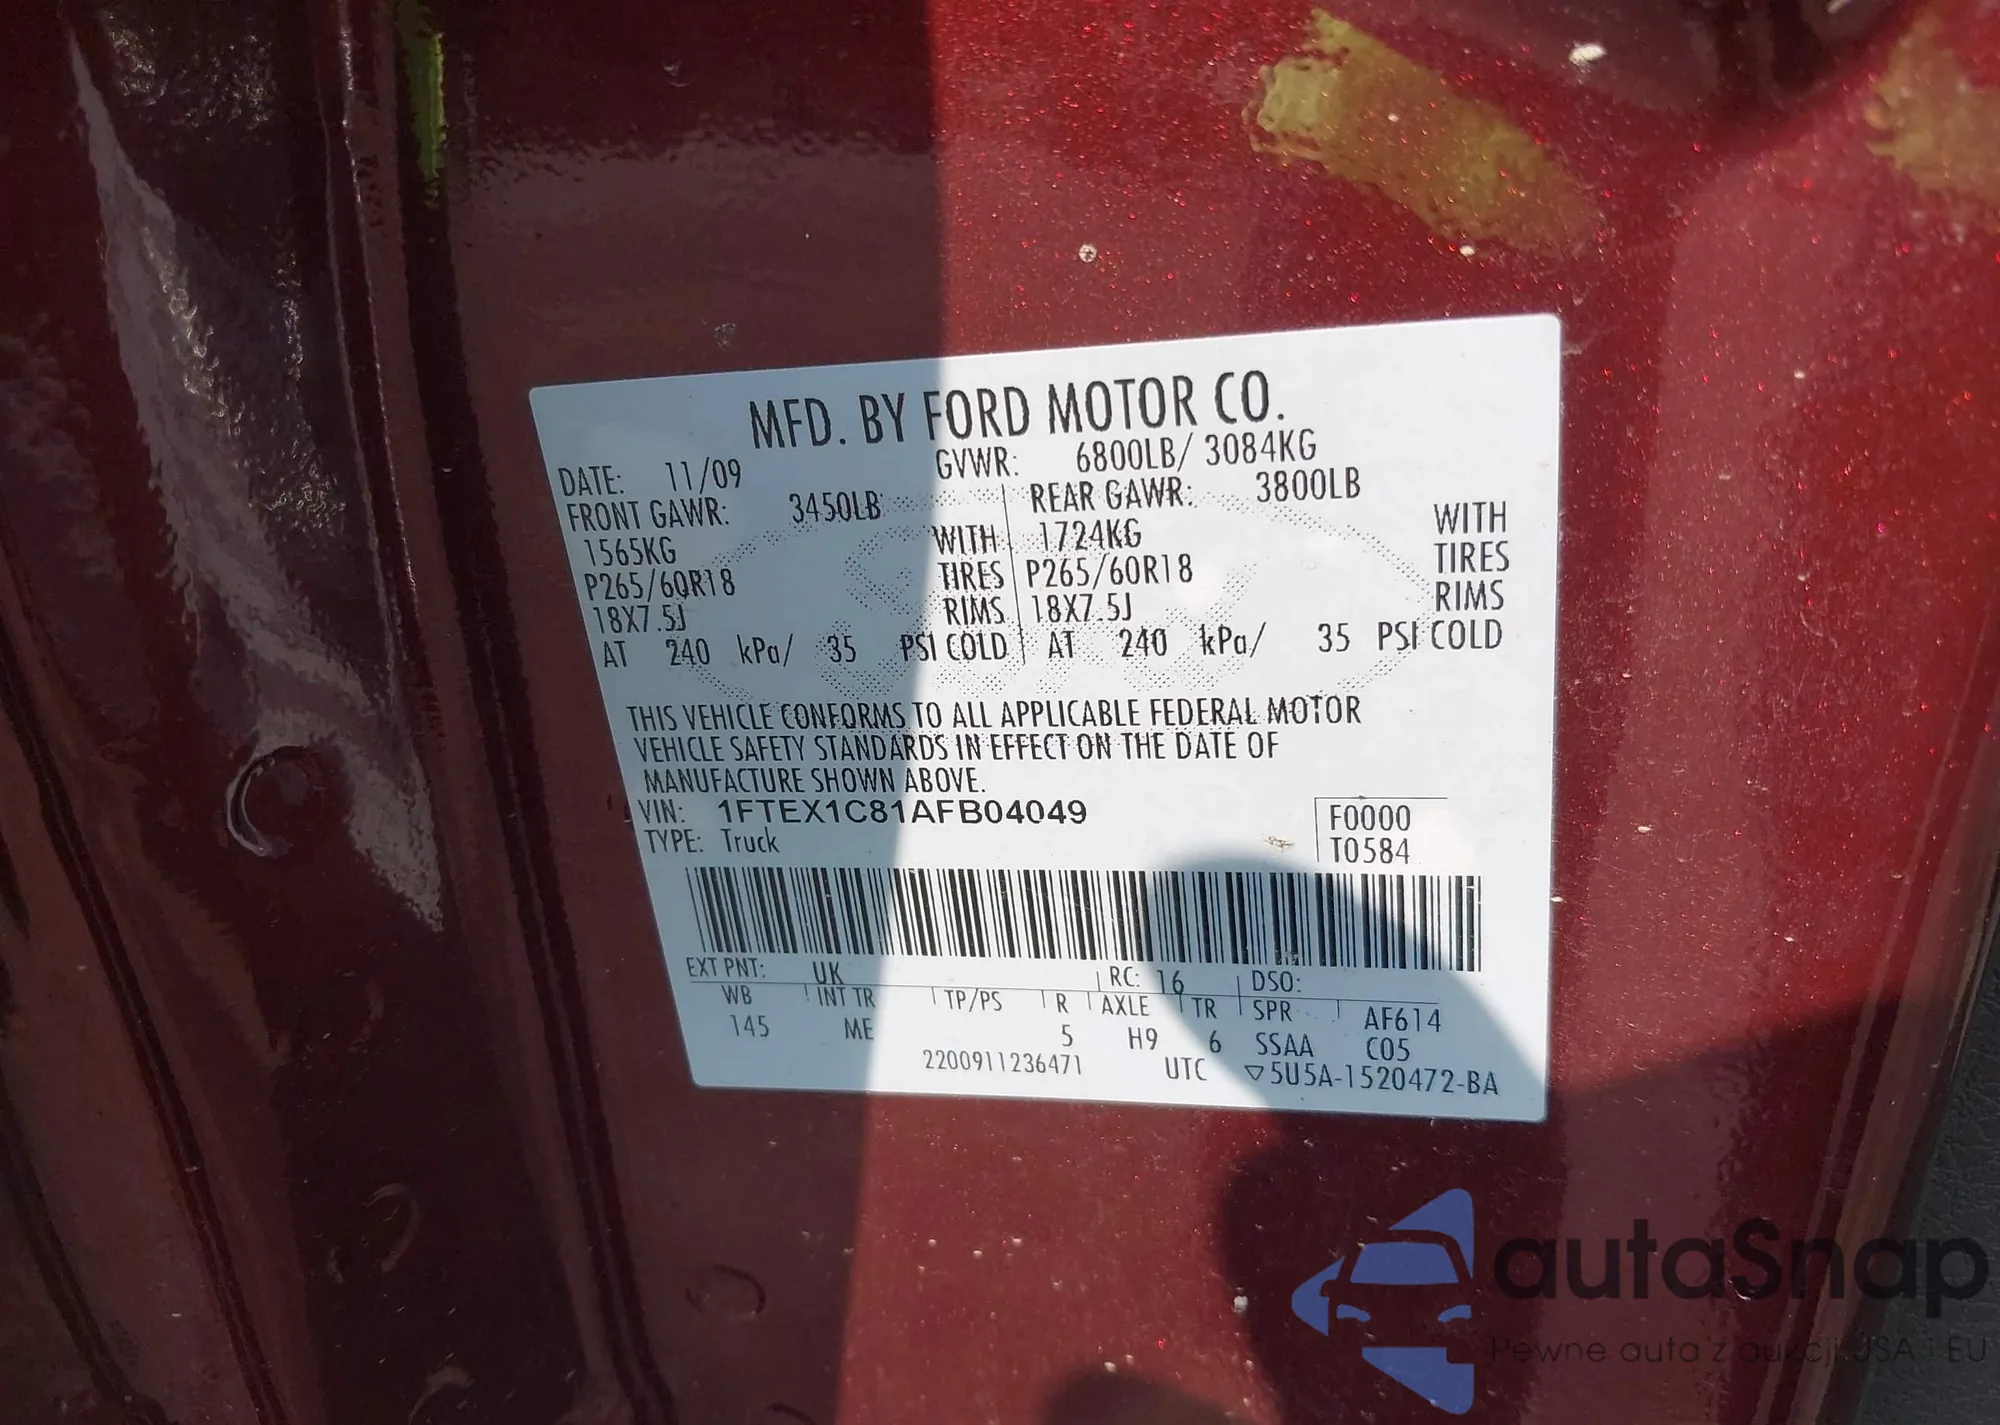 MFD. BY FORD MOTOR CO.
DATE: 11/09 GVWR: 6800LB/ 3084KG
FRONT GAWR: 3450LB REAR GAWR: 3800LB
1565KG WITH 1724KG WITH
P265/60R18 TIRES P265/60R18 TIRES
18X7.5J RIMS 18X7.5J RIMS
AT 240 kPa/ 35 PSI COLD AT 240 kPa/ 35 PSI COLD
THIS VEHICLE CONFORMS TO ALL APPLICABLE FEDERAL MOTOR
VEHICLE SAFETY STANDARDS IN EFFECT ON THE DATE OF
MANUFACTURE SHOWN ABOVE.
VIN: 1FTEX1C81AFB04049 F0000
TYPE: Truck T0584
EXT PNT: UK RC: 16 DSO:
WB INT TR TP/PS R AXLE TR SPR AF614
145 ME 5 H9 6 SSAA C05
2200911236471 UTC ▽5U5A-1520472-BA
autaSnap
Pewne auta z aukcji USA i EU